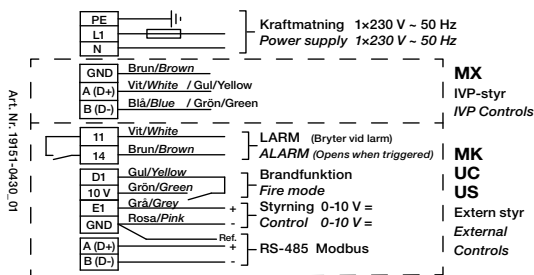 PE
L1
N
Kraftmatning 1×230 V ~ 50 Hz
Power supply 1×230 V ~ 50 Hz
GND Brun/Brown
A (D+) Vit/White / Gul/Yellow
B (D-) Blå/Blue / Grön/Green
MX
IVP-styr
IVP Controls
Art. Nr. 19151-0430_01
11 Vit/White
14 Brun/Brown
LARM (Bryter vid larm)
ALARM (Opens when triggered)
D1 Gul/Yellow
10 V Grön/Green
Brandfunktion
Fire mode
E1 Grå/Grey +
GND Rosa/Pink -
Styrning 0-10 V =
Control 0-10 V =
Ref.
A (D+) +
B (D-) -
RS-485 Modbus
MK
UC
US
Extern styr
External
Controls